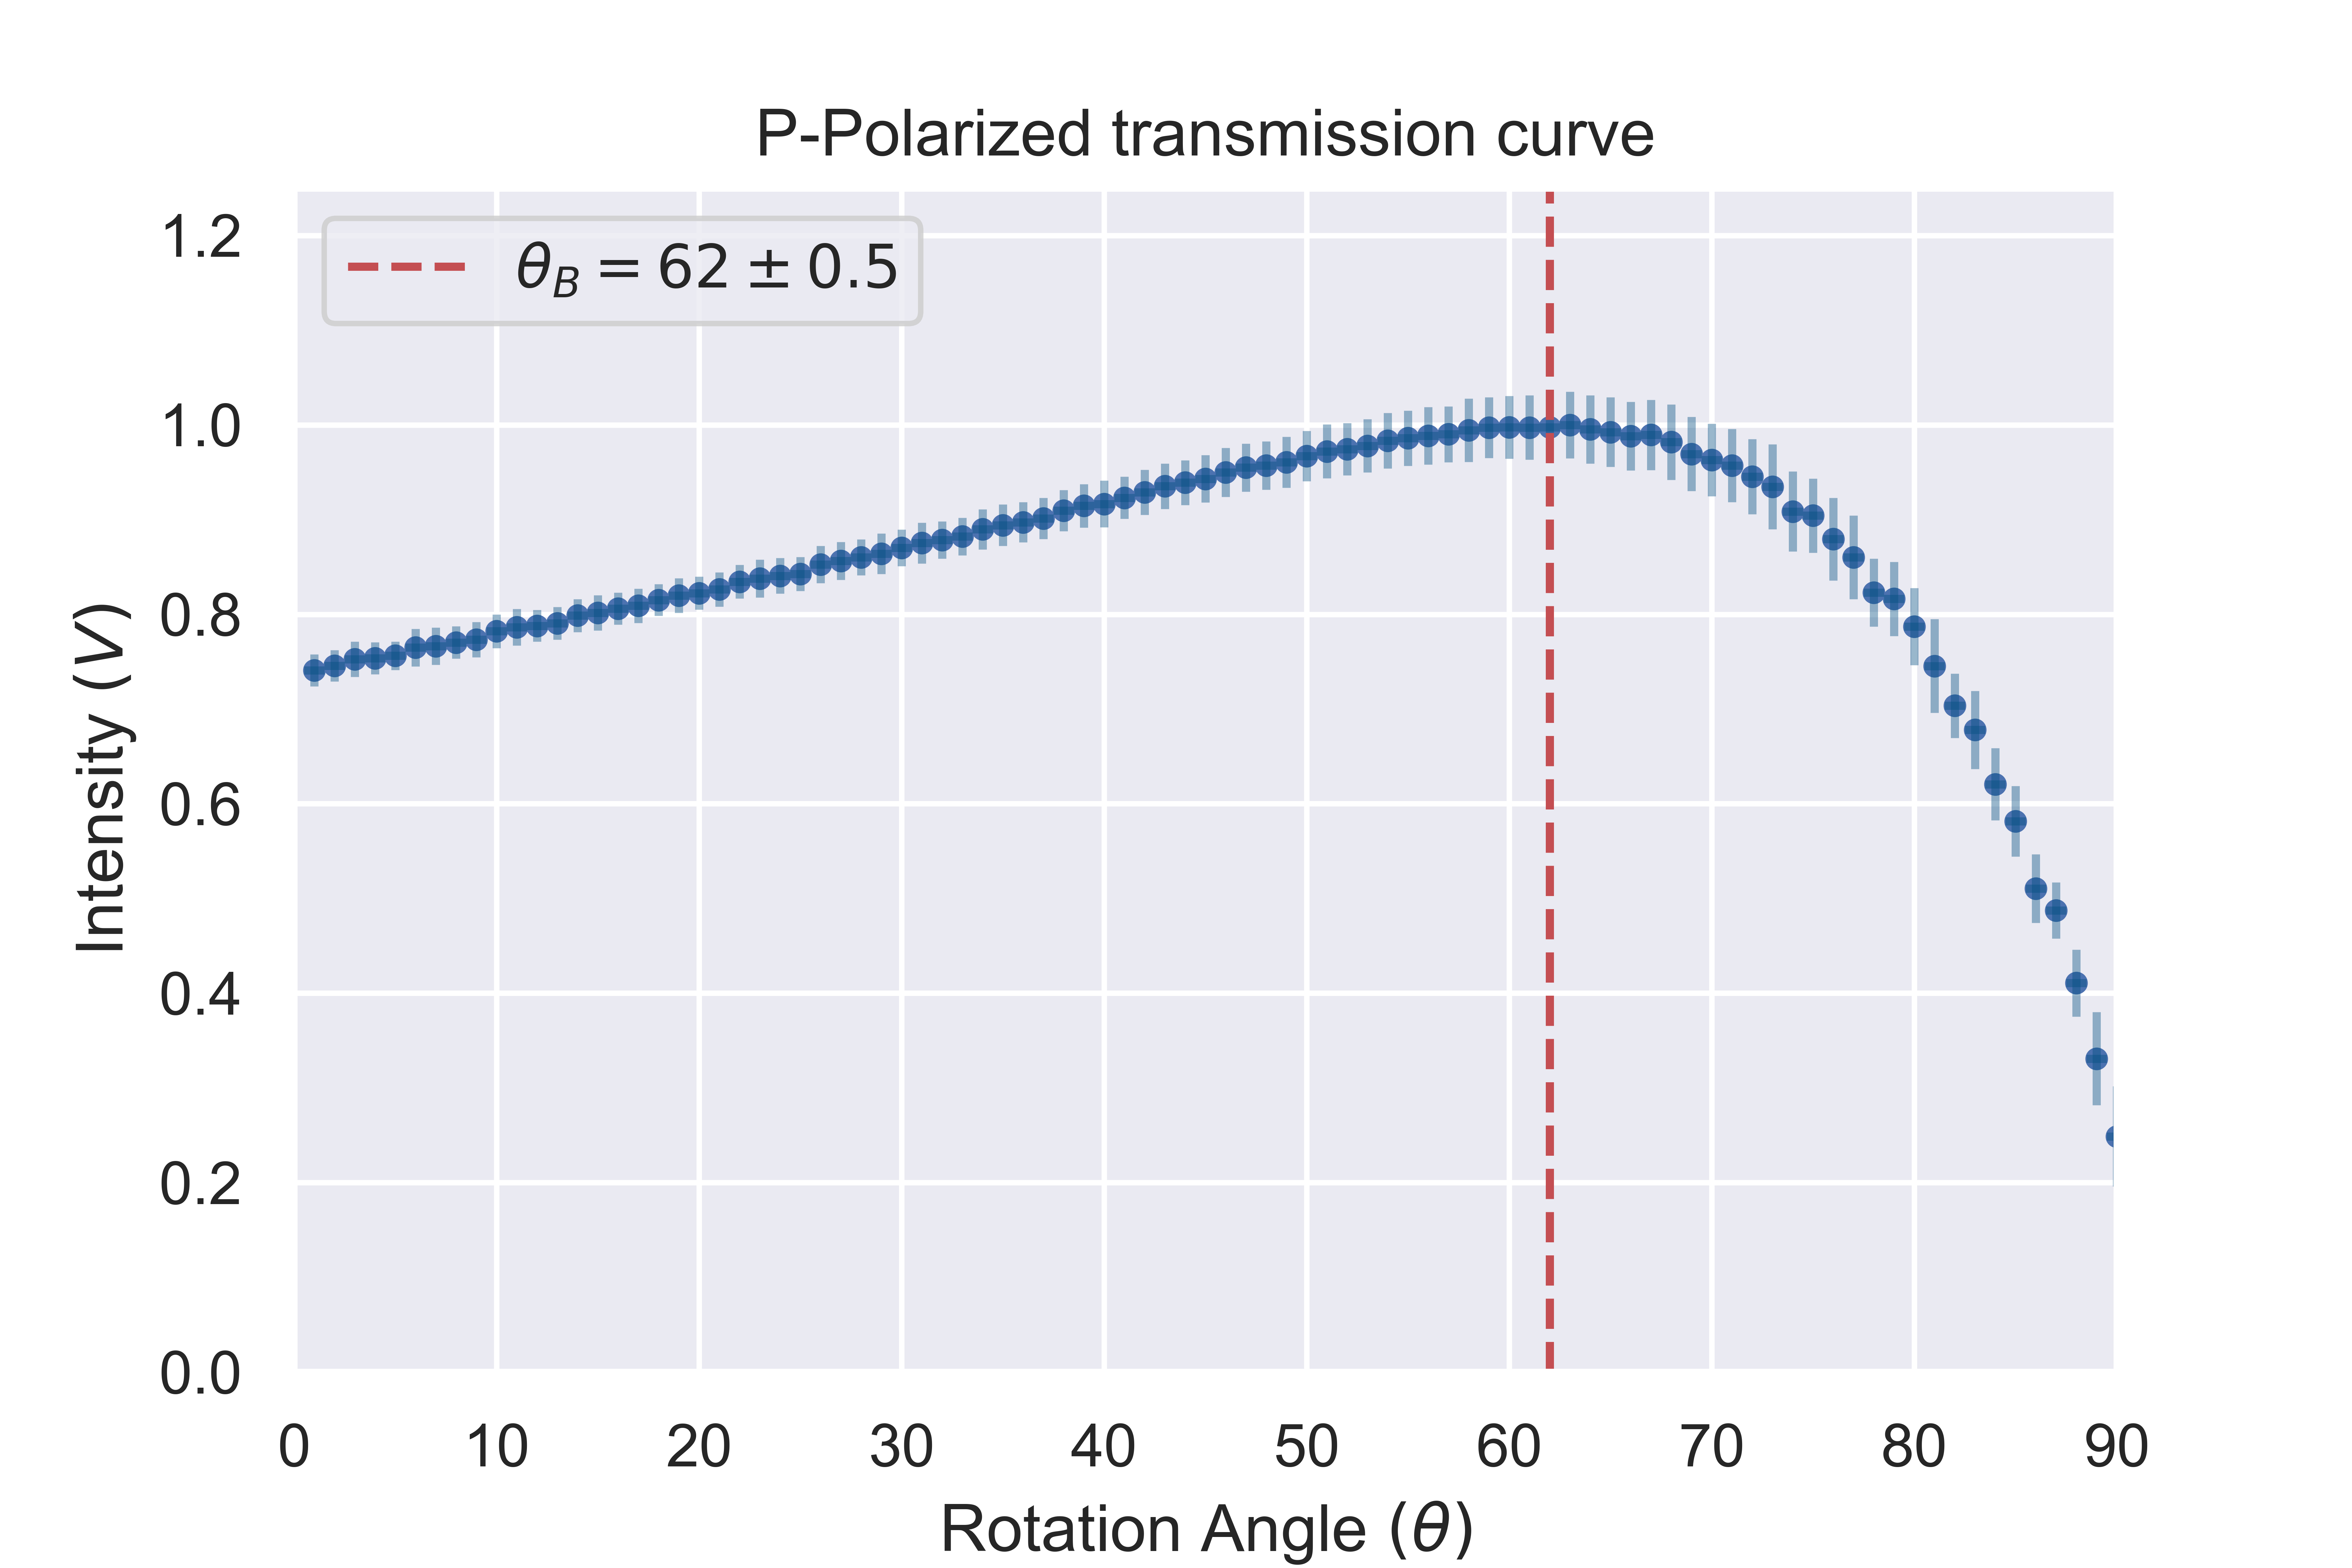 P-Polarized transmission curve
θ_B = 62 ± 0.5
1.2
1.0
0.8
0.6
0.4
0.2
0.0
Intensity (V)
0 10 20 30 40 50 60 70 80 90
Rotation Angle (θ)